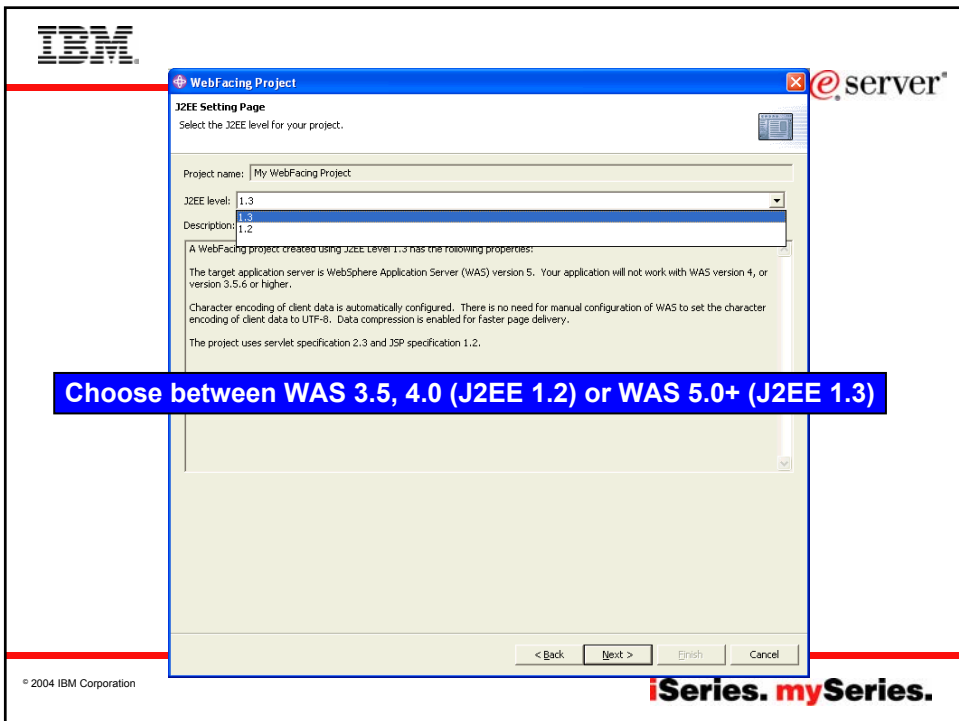 IBM.
WebFacing Project
e server
J2EE Setting Page
Select the J2EE level for your project.
Project name: My WebFacing Project
J2EE level: 1.3
1.3
1.2
Description:
A WebFacing project created using J2EE Level 1.3 has the following properties:
The target application server is WebSphere Application Server (WAS) version 5. Your application will not work with WAS version 4, or
version 3.5.6 or higher.
Character encoding of client data is automatically configured. There is no need for manual configuration of WAS to set the character
encoding of client data to UTF-8. Data compression is enabled for faster page delivery.
The project uses servlet specification 2.3 and JSP specification 1.2.
Choose between WAS 3.5, 4.0 (J2EE 1.2) or WAS 5.0+ (J2EE 1.3)
< Back Next > Finish Cancel
© 2004 IBM Corporation
iSeries. mySeries.